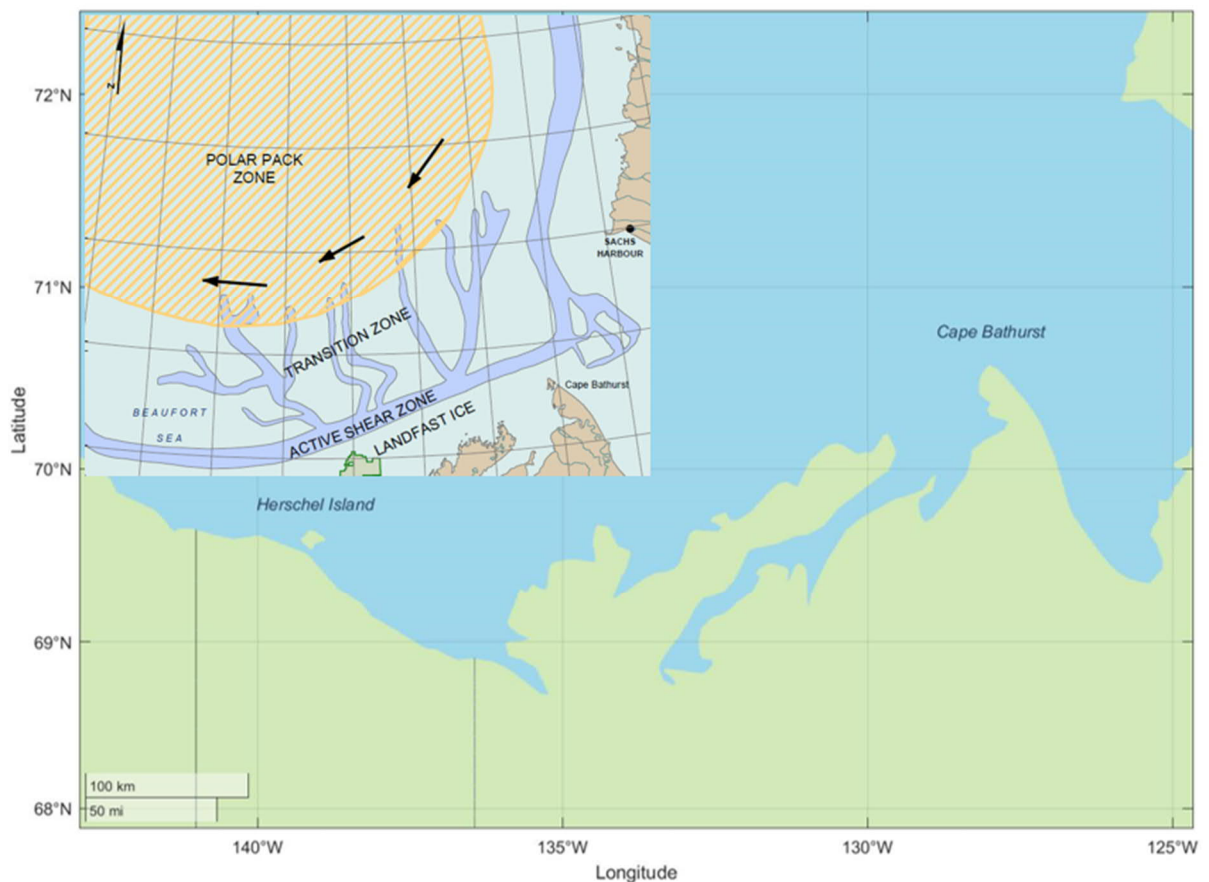 Latitude
72°N
71°N
70°N
69°N
68°N
N
POLAR PACK
ZONE
SACHS
HARBOUR
TRANSITION ZONE
Cape Bathurst
BEAUFORT
SEA
ACTIVE SHEAR ZONE
LANDFAST ICE
Cape Bathurst
Herschel Island
100 km
50 mi
140°W
135°W
130°W
125°W
Longitude